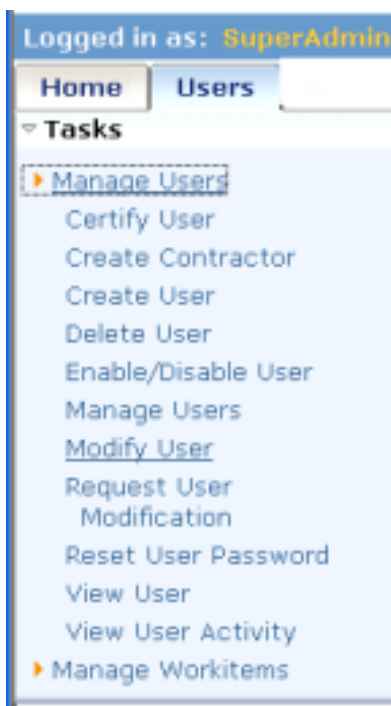 Logged in as: SuperAdmin
Home Users
Tasks
Manage Users
Certify User
Create Contractor
Create User
Delete User
Enable/Disable User
Manage Users
Modify User
Request User
Modification
Reset User Password
View User
View User Activity
Manage Workitems